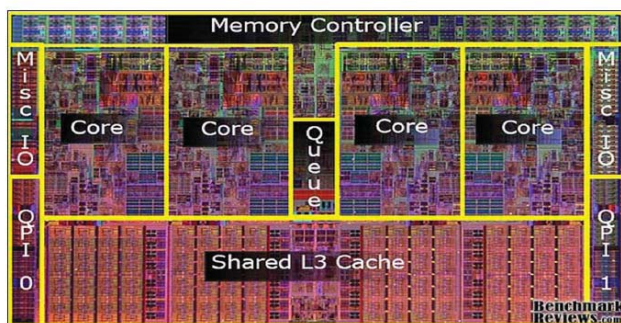 Memory Controller
Misc IO
Core
Core
Queue
Core
Core
Misc IO
QPI 0
Shared L3 Cache
QPI 1
Benchmark
Reviews.com